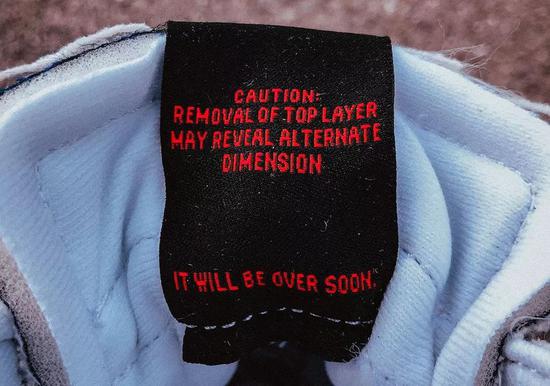 CAUTION:
REMOVAL OF TOP LAYER
MAY REVEAL ALTERNATE
DIMENSION
IT WILL BE OVER SOON."